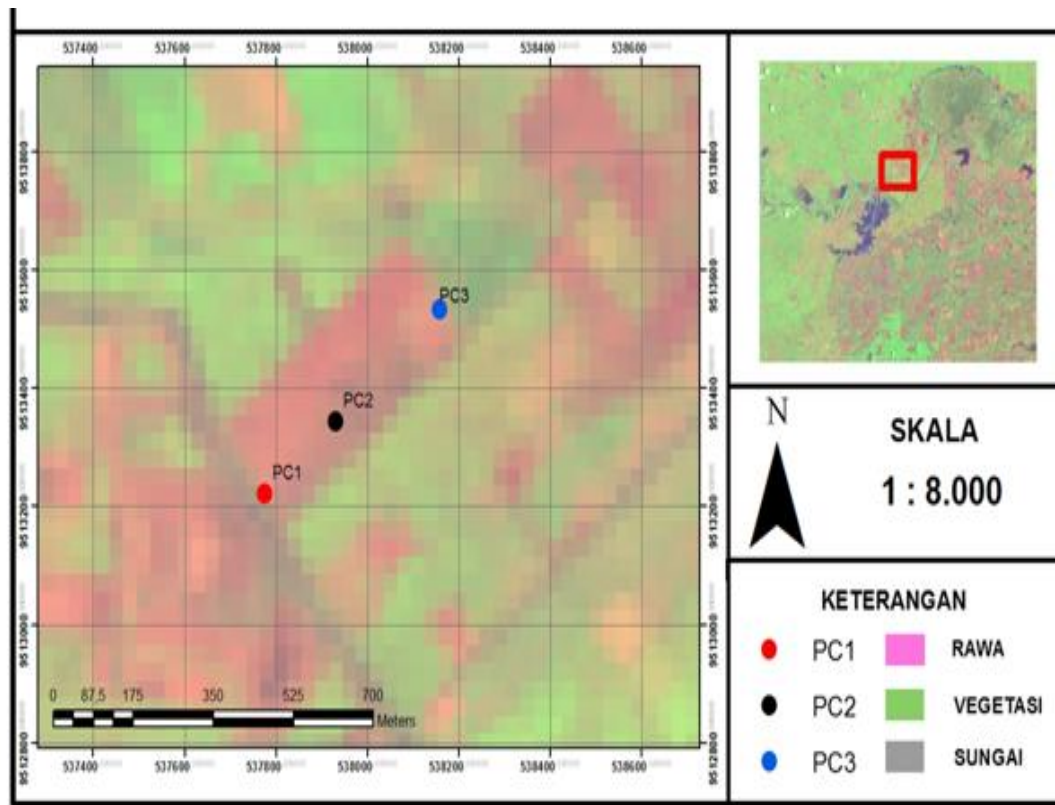 537400 537600 537800 538000 538200 538400 538600
9513800 9513800
9513600 9513600
9513400 9513400
9513200 9513200
9513000 9513000
9512800 9512800
PC3
PC2
PC1
0 87.5 175 350 525 700
Meters
537400 537600 537800 538000 538200 538400 538600
N
SKALA
1 : 8.000
KETERANGAN
PC1 RAWA
PC2 VEGETASI
PC3 SUNGAI